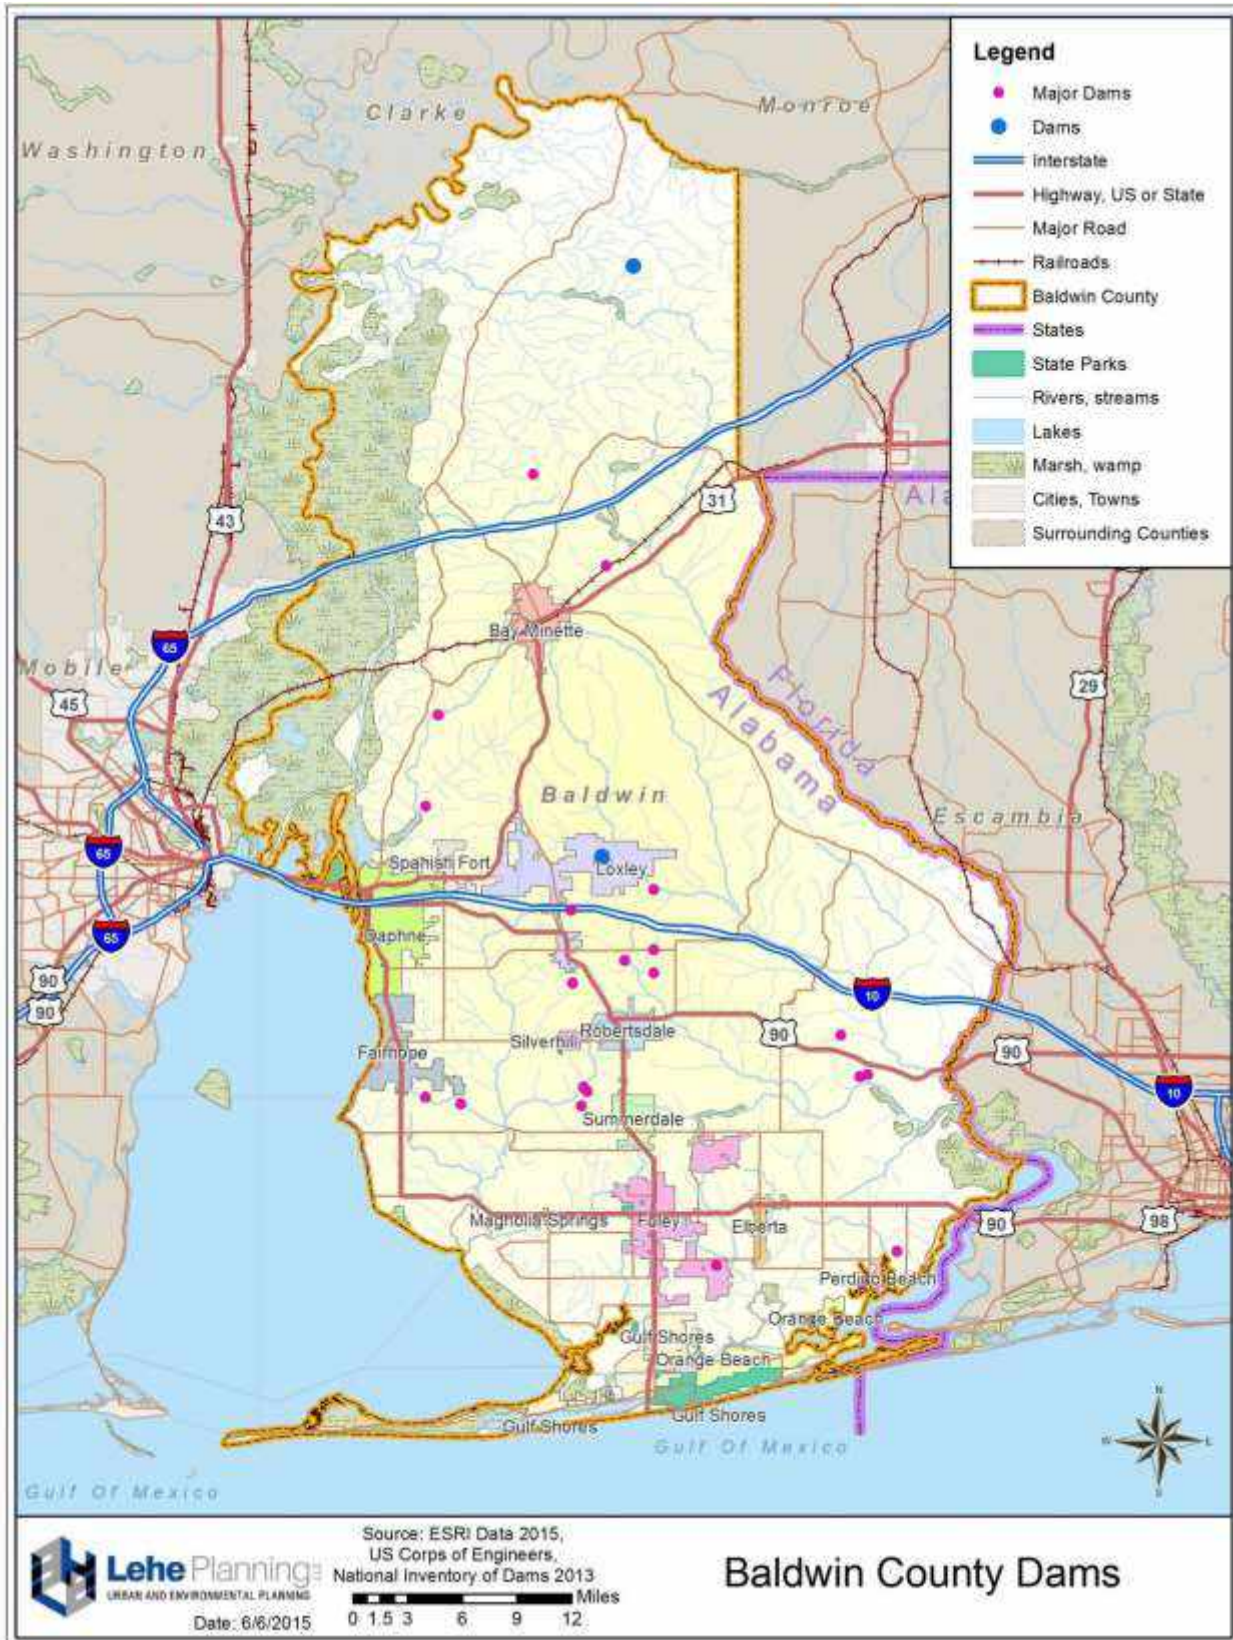 Legend
Major Dams
Dams
Interstate
Highway, US or State
Major Road
Railroads
Baldwin County
States
State Parks
Rivers, streams
Lakes
Marsh, wamp
Cities, Towns
Surrounding Counties
Clarke
Monroe
Washington
43
31
Ala
65
Bay Minette
Mobile
45
29
Florida
Alabama
Baldwin
Escambia
65
Spanish Fort
Loxley
65
Daphne
90
90
10
Silverhill
Robertsdale
90
90
Fairhope
10
Summerdale
Magnolia Springs
Foley
Elberta
90
98
Perdido Beach
Orange Beach
Gulf Shores
Orange Beach
Gulf Shores
Gulf Shores
Gulf Of Mexico
Gulf Of Mexico
N
W
E
S
Lehe Planning LLC
URBAN AND ENVIRONMENTAL PLANNING
Date: 6/6/2015
Source: ESRI Data 2015,
US Corps of Engineers,
National Inventory of Dams 2013
Miles
0 1.5 3 6 9 12
Baldwin County Dams